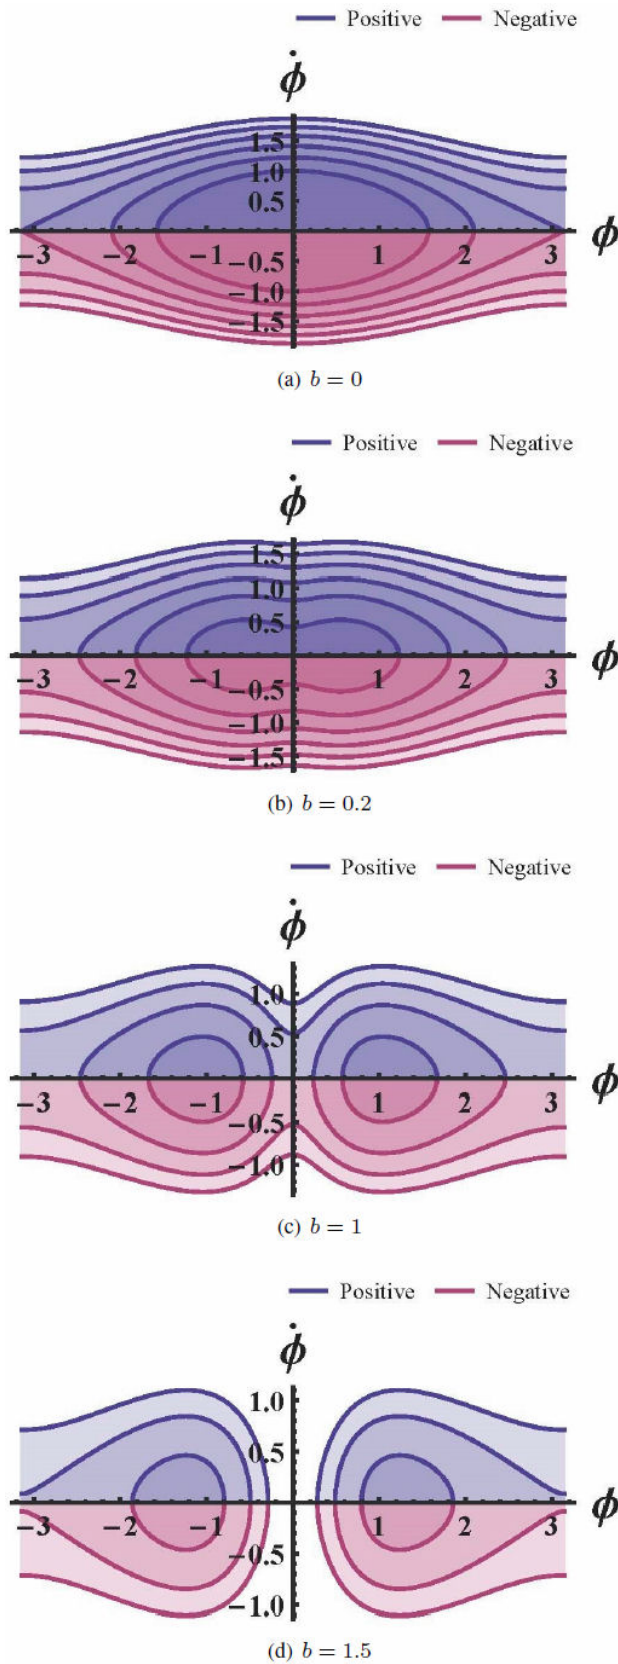 Positive Negative
ϕ̇
1.5
1.0
0.5
−3 −2 −1 1 2 3 ϕ
−0.5
−1.0
−1.5
(a) b = 0
Positive Negative
ϕ̇
1.5
1.0
0.5
−3 −2 −1 1 2 3 ϕ
−0.5
−1.0
−1.5
(b) b = 0.2
Positive Negative
ϕ̇
1.0
0.5
−3 −2 −1 1 2 3 ϕ
−0.5
−1.0
(c) b = 1
Positive Negative
ϕ̇
1.0
0.5
−3 −2 −1 1 2 3 ϕ
−0.5
−1.0
(d) b = 1.5